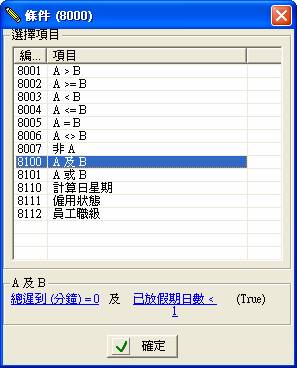 條件 (8000)
選擇項目
編... 項目
8001 A > B
8002 A >= B
8003 A < B
8004 A <= B
8005 A = B
8006 A <> B
8007 非 A
8100 A 及 B
8101 A 或 B
8110 計算日星期
8111 僱用狀態
8112 員工職級
A 及 B
總遲到 (分鐘) = 0 及 已放假期日數 < (True)
1
確定